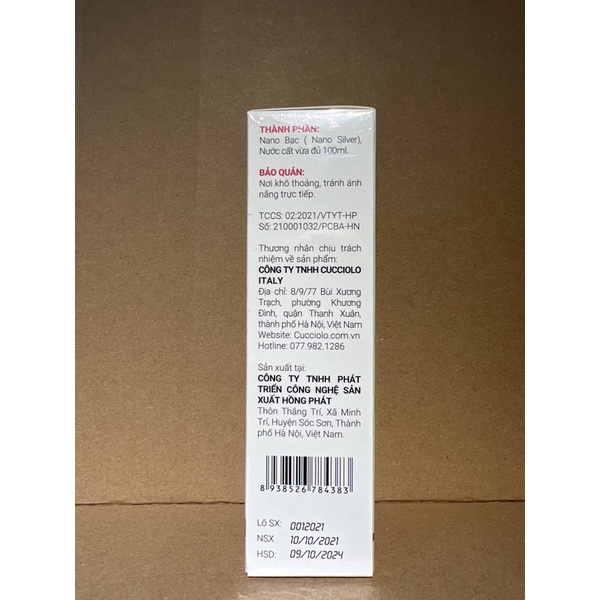 THÀNH PHẦN:
Nano Bạc ( Nano Silver),
Nước cất vừa đủ 100ml.
BẢO QUẢN:
Nơi khô thoáng, tránh ánh
nắng trực tiếp.
TCCS: 02:2021/VTYT-HP
Số: 210001032/PCBA-HN
Thương nhân chịu trách
nhiệm về sản phẩm:
CÔNG TY TNHH CUCCIOLO
ITALY
Địa chỉ: 8/9/77 Bùi Xương
Trạch, phường Khương
Đình, quận Thanh Xuân,
thành phố Hà Nội, Việt Nam
Website: Cucciolo.com.vn
Hotline: 077.982.1286
Sản xuất tại:
CÔNG TY TNHH PHÁT
TRIỂN CÔNG NGHỆ SẢN
XUẤT HỒNG PHÁT
Thôn Thắng Trí, Xã Minh
Trí, Huyện Sóc Sơn, Thành
phố Hà Nội, Việt Nam.
8 938526 784383
Lô SX: 0012021
NSX 10/10/2021
HSD: 09/10/2024